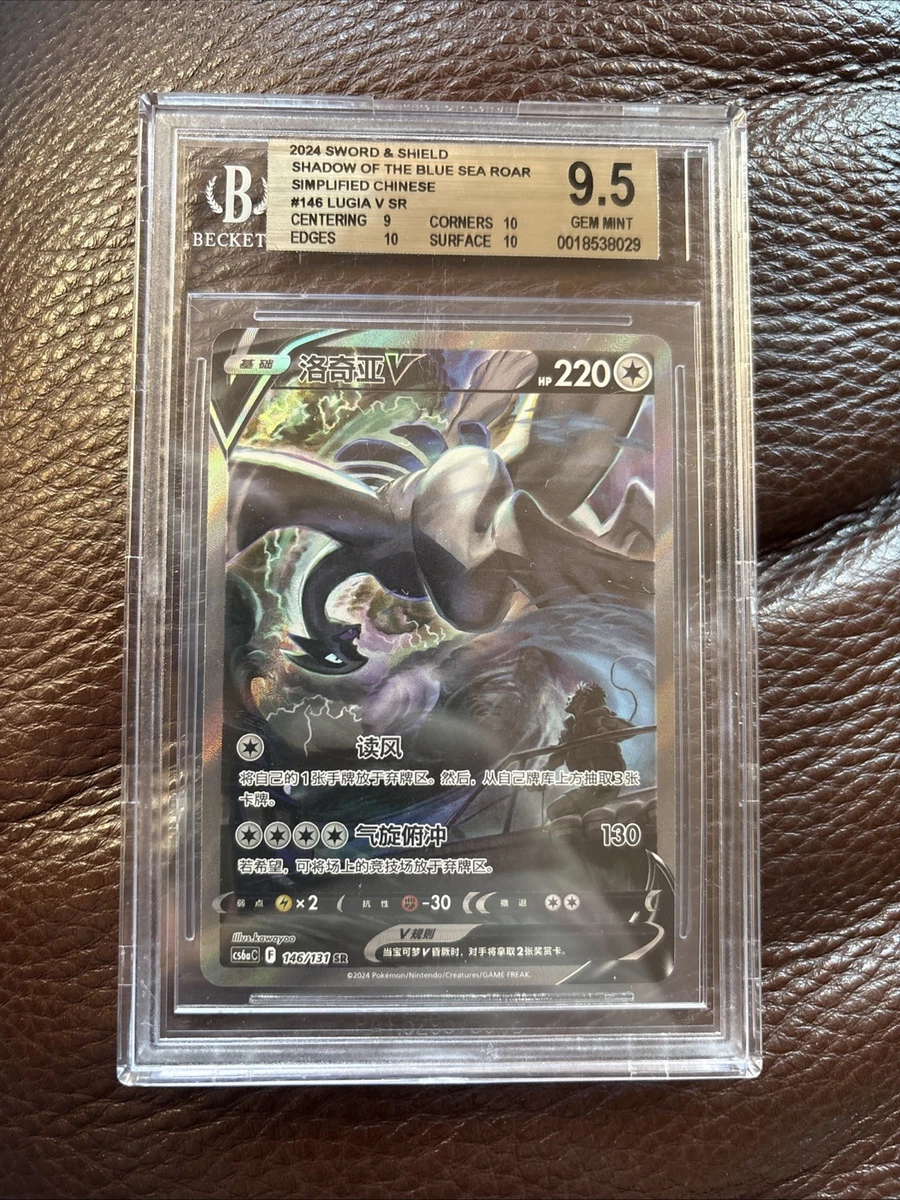 2024 SWORD & SHIELD
SHADOW OF THE BLUE SEA ROAR
SIMPLIFIED CHINESE
#146 LUGIA V SR
CENTERING 9 CORNERS 10
EDGES 10 SURFACE 10
9.5
GEM MINT
0018538029
B
BECKET
基础 洛奇亚V HP 220
读风
将自己的1张手牌放于弃牌区。然后,从自己牌库上方抽取3张
卡牌。
气旋俯冲 130
若希望,可将场上的竞技场放于弃牌区。
弱点 ×2 抗性 -30 撤退
Illus.kawayoo
V规则
当宝可梦V昏厥时,对手将拿取2张奖赏卡。
cs6aC F 146/131 SR
©2024 Pokémon/Nintendo/Creatures/GAME FREAK.